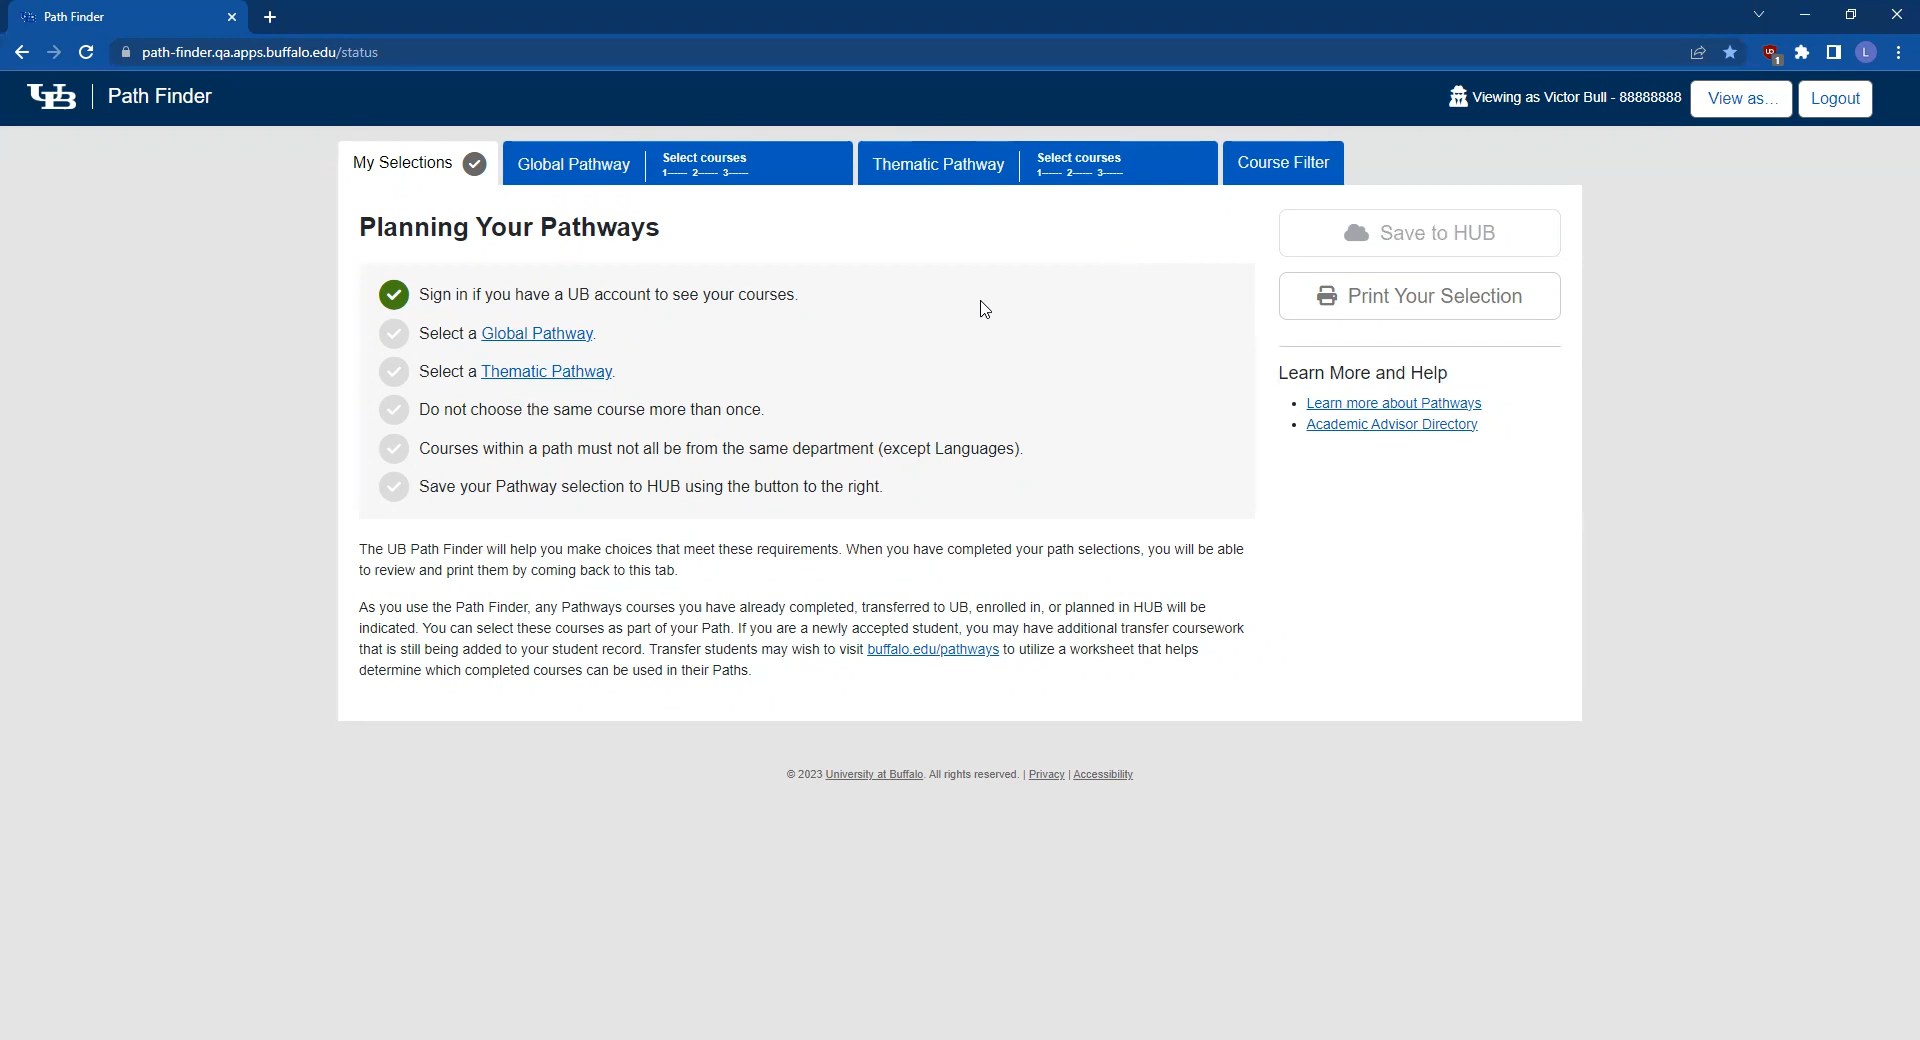 Path Finder
path-finder.qa.apps.buffalo.edu/status
UD
1
L
UB
Path Finder
Viewing as Victor Bull - 88888888
View as...
Logout
My Selections
Global Pathway
Select courses
1------ 2------ 3------
Thematic Pathway
Select courses
1------ 2------ 3------
Course Filter
Planning Your Pathways
Save to HUB
Print Your Selection
Sign in if you have a UB account to see your courses.
Select a Global Pathway.
Select a Thematic Pathway.
Do not choose the same course more than once.
Courses within a path must not all be from the same department (except Languages).
Save your Pathway selection to HUB using the button to the right.
Learn More and Help
• Learn more about Pathways
• Academic Advisor Directory
The UB Path Finder will help you make choices that meet these requirements. When you have completed your path selections, you will be able
to review and print them by coming back to this tab.
As you use the Path Finder, any Pathways courses you have already completed, transferred to UB, enrolled in, or planned in HUB will be
indicated. You can select these courses as part of your Path. If you are a newly accepted student, you may have additional transfer coursework
that is still being added to your student record. Transfer students may wish to visit buffalo.edu/pathways to utilize a worksheet that helps
determine which completed courses can be used in their Paths.
© 2023 University at Buffalo. All rights reserved. | Privacy | Accessibility